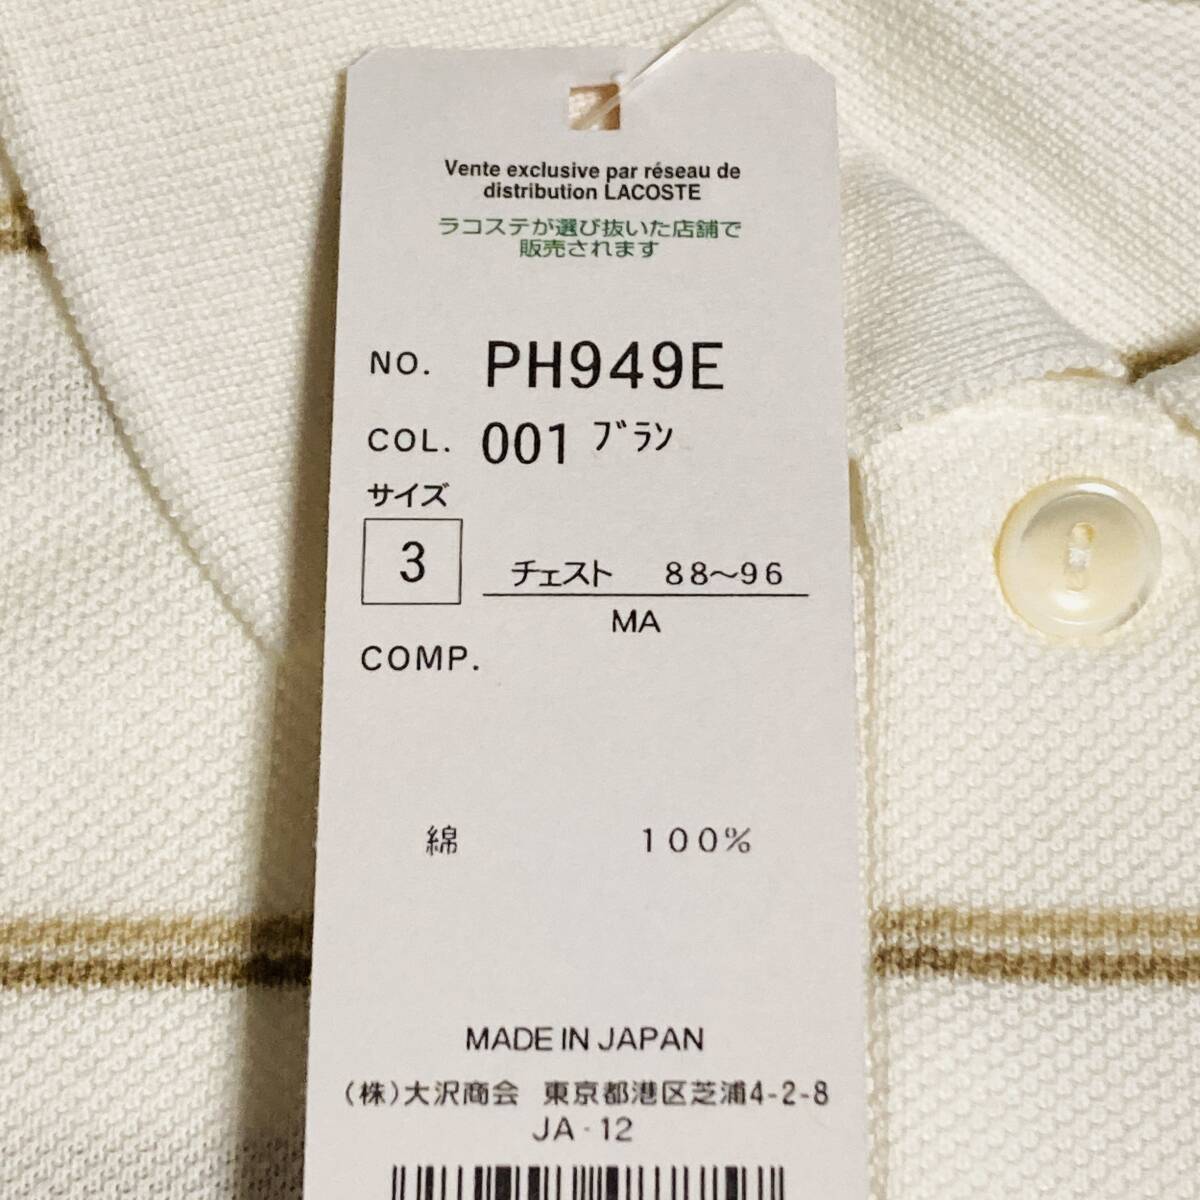 Vente exclusive par réseau de
distribution LACOSTE
ラコステが選び抜いた店舗で
販売されます
NO. PH949E
COL. 001 ブラン
サイズ
3 チェスト 88〜96
MA
COMP.
綿 100%
MADE IN JAPAN
(株)大沢商会 東京都港区芝浦4-2-8
JA-12